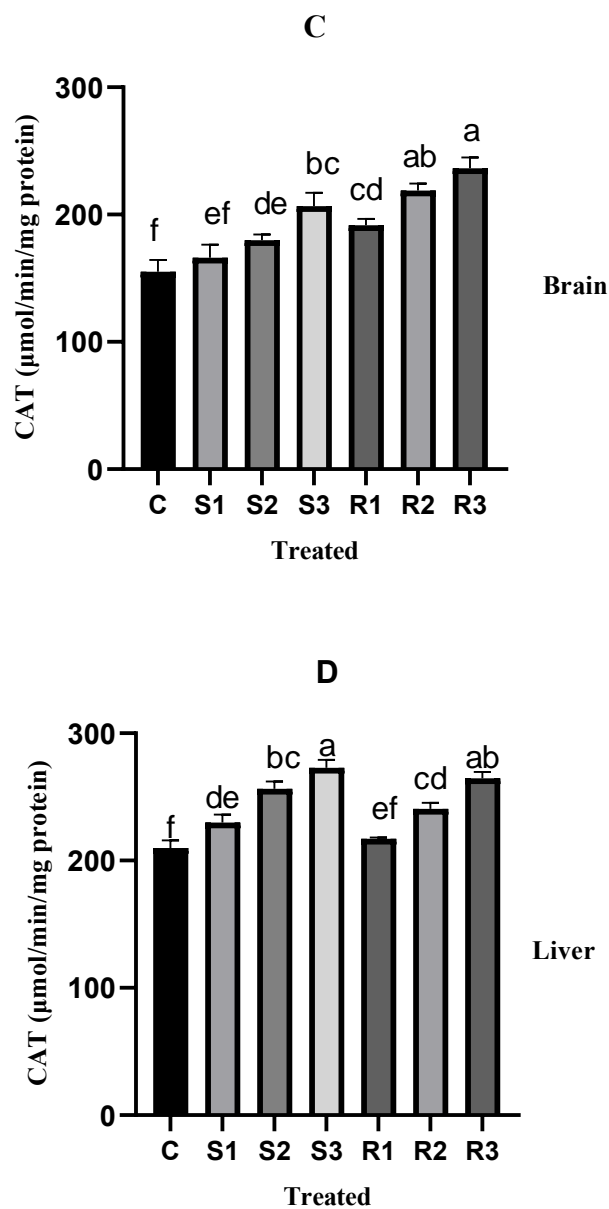 C
300
200
100
0
CAT (µmol/min/mg protein)
f ef de bc cd ab a
C S1 S2 S3 R1 R2 R3
Treated
Brain
D
300
200
100
0
CAT (µmol/min/mg protein)
f de bc a ef cd ab
C S1 S2 S3 R1 R2 R3
Treated
Liver